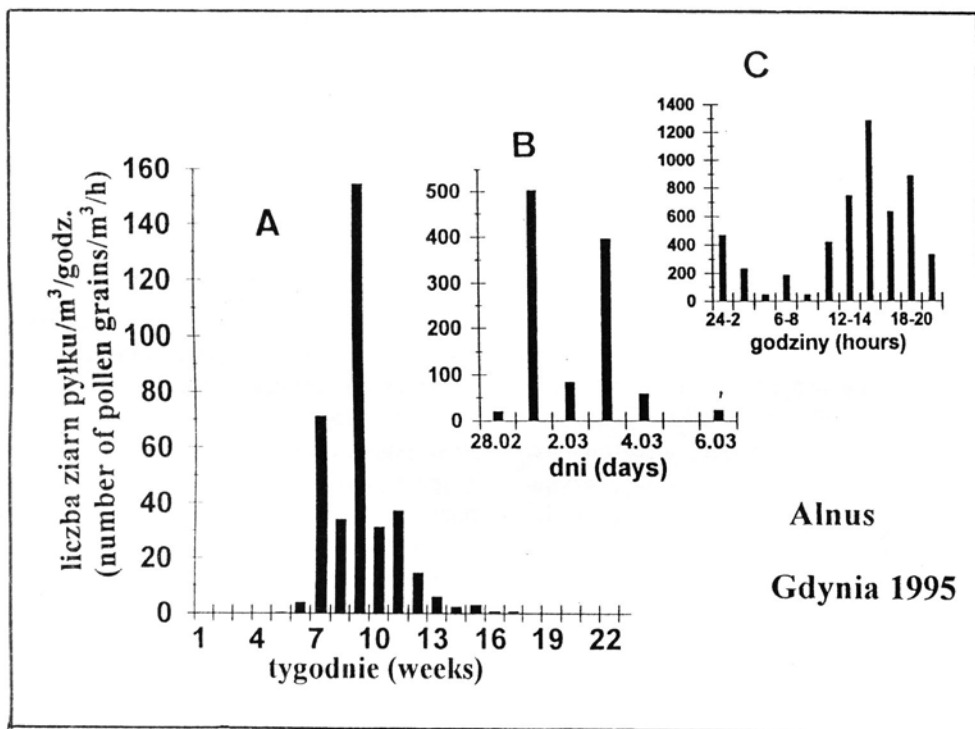 C
1400
1200
1000
800
600
400
200
0
24-2 6-8 12-14 18-20
godziny (hours)
B
500
400
300
200
100
0
28.02 2.03 4.03 6.03
dni (days)
A
liczba ziarn pyłku/m³/godz.
(number of pollen grains/m³/h)
160
140
120
100
80
60
40
20
0
1 4 7 10 13 16 19 22
tygodnie (weeks)
Alnus
Gdynia 1995